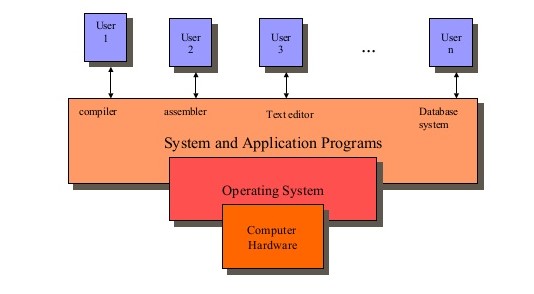 User
1
User
2
User
3
...
User
n
compiler
assembler
Text editor
Database
system
System and Application Programs
Operating System
Computer
Hardware